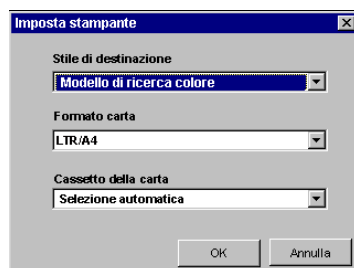 Imposta stampante
Stile di destinazione
Modello di ricerca colore
Formato carta
LTR/A4
Cassetto della carta
Selezione automatica
OK
Annulla